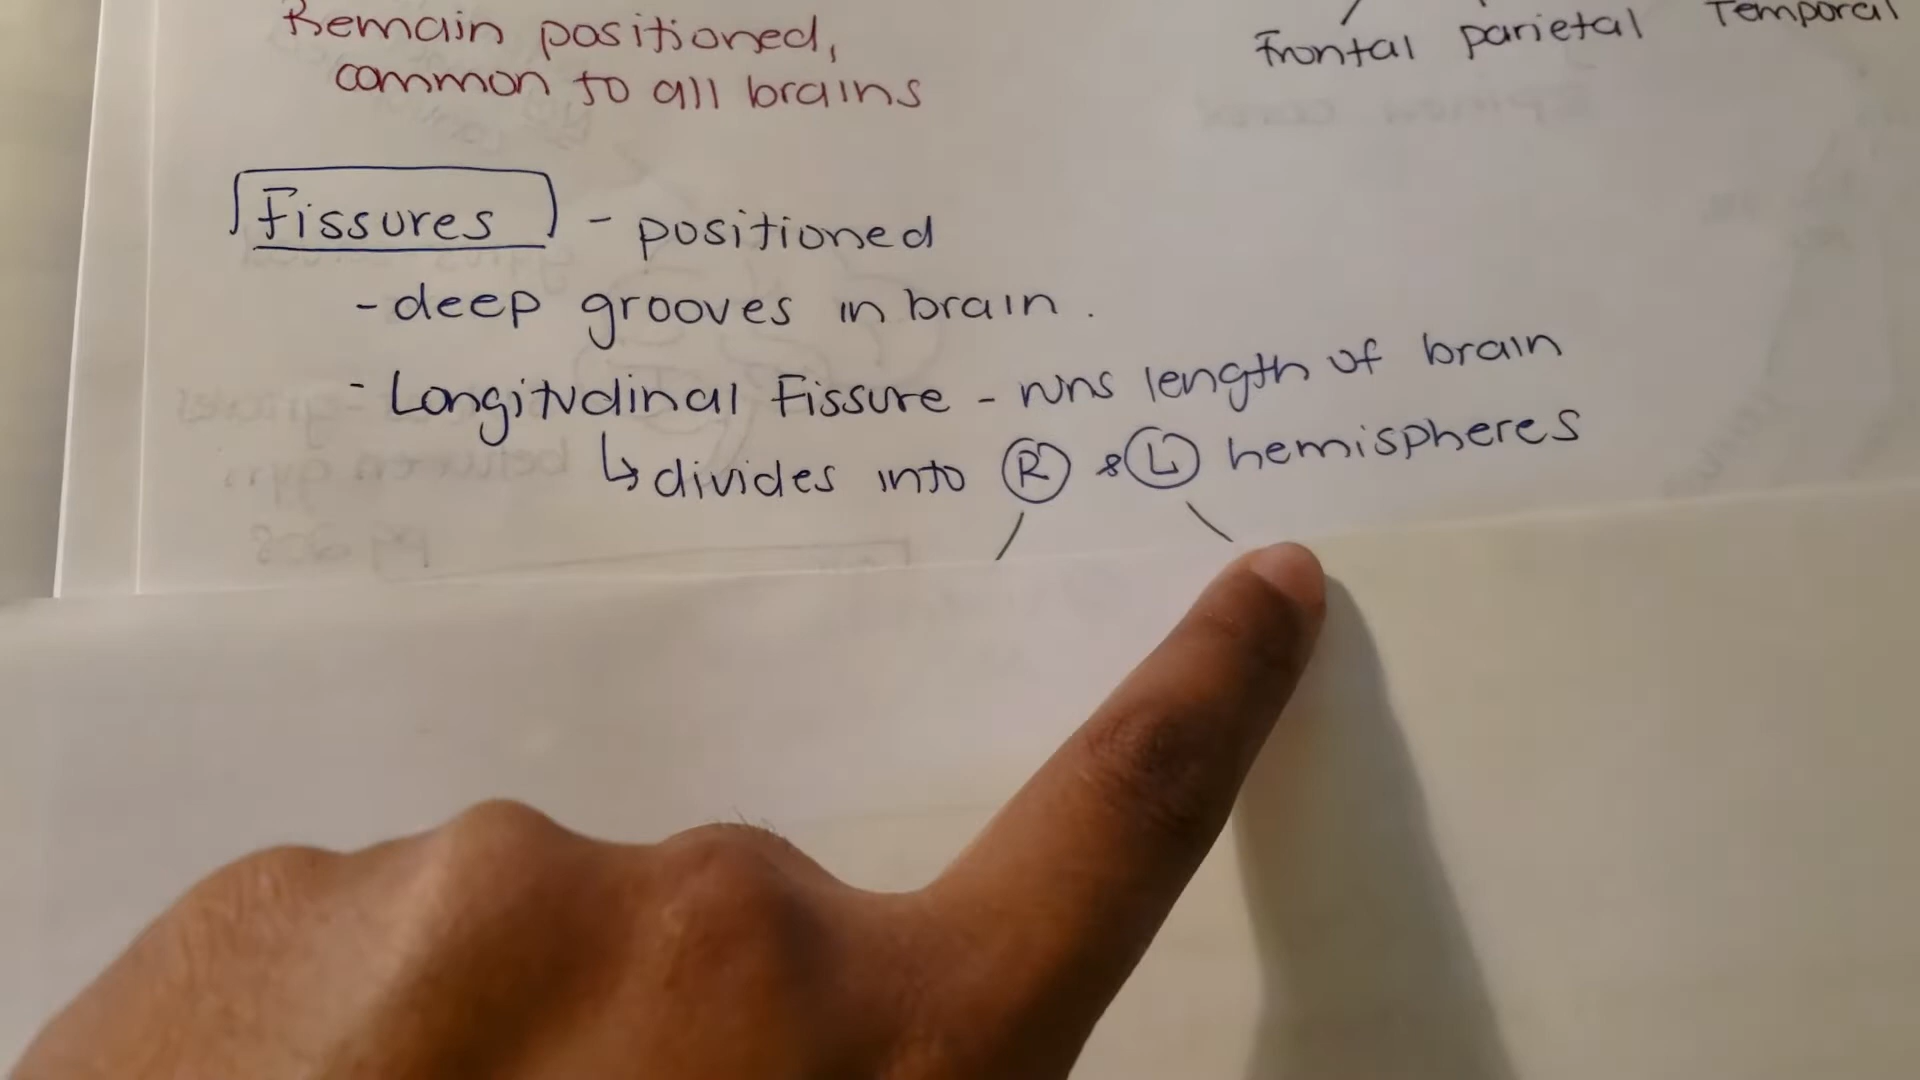 Remain positioned,
common to all brains
Frontal parietal Temporal
Fissures - positioned
- deep grooves in brain.
- Longitudinal Fissure - runs length of brain
↳ divides into Ⓡ & Ⓛ hemispheres